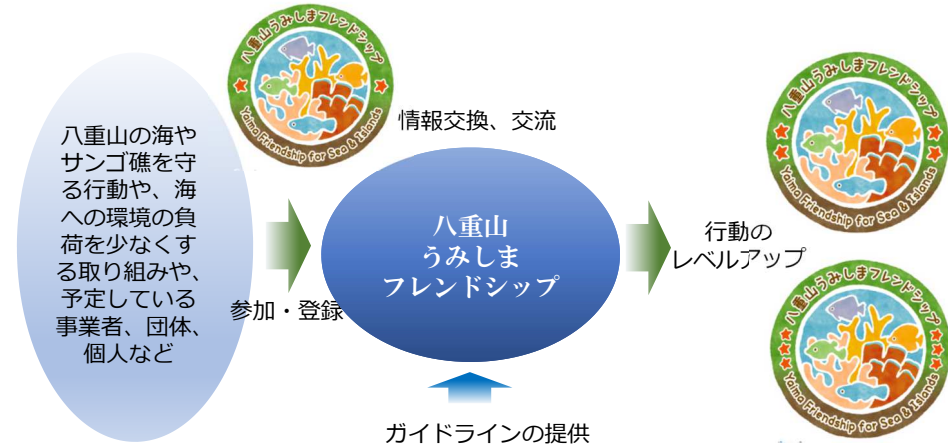 八重山うみしまフレンドシップ
Yaima Friendship for Sea & Islands
八重山の海や
サンゴ礁を守
る行動や、海
への環境の負
荷を少なくす
る取り組みや、
予定している
事業者、団体、
個人など
参加・登録
情報交換、交流
八重山
うみしま
フレンドシップ
ガイドラインの提供
行動の
レベルアップ
八重山うみしまフレンドシップ
Yaima Friendship for Sea & Islands
八重山うみしまフレンドシップ
Yaima Friendship for Sea & Islands